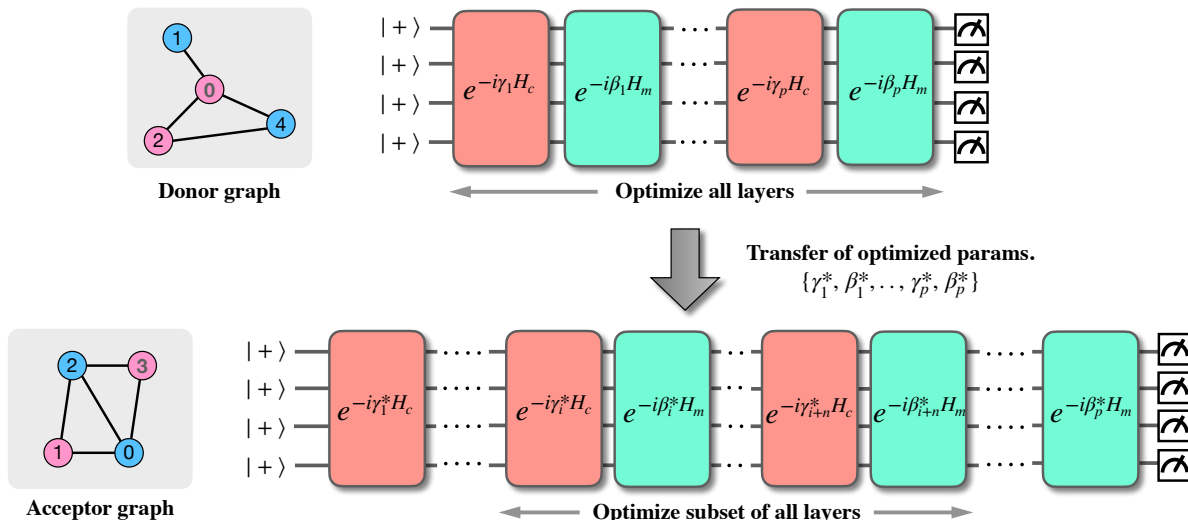 1
0
2
4
Donor graph
| + ⟩
| + ⟩
| + ⟩
| + ⟩
e^{-iγ_1 H_c}
e^{-iβ_1 H_m}
· · ·
· · ·
· · ·
· · ·
e^{-iγ_p H_c}
e^{-iβ_p H_m}
Optimize all layers
Transfer of optimized params.
{γ_1^*, β_1^*, . . , γ_p^*, β_p^*}
2
3
1
0
Acceptor graph
| + ⟩
| + ⟩
| + ⟩
| + ⟩
e^{-iγ_1^* H_c}
· · · ·
· · · ·
· · · ·
· · · ·
e^{-iγ_i^* H_c}
e^{-iβ_i^* H_m}
· ·
· ·
· ·
· ·
e^{-iγ_{i+n}^* H_c}
e^{-iβ_{i+n}^* H_m}
· · · ·
· · · ·
· · · ·
· · · ·
e^{-iβ_p^* H_m}
Optimize subset of all layers